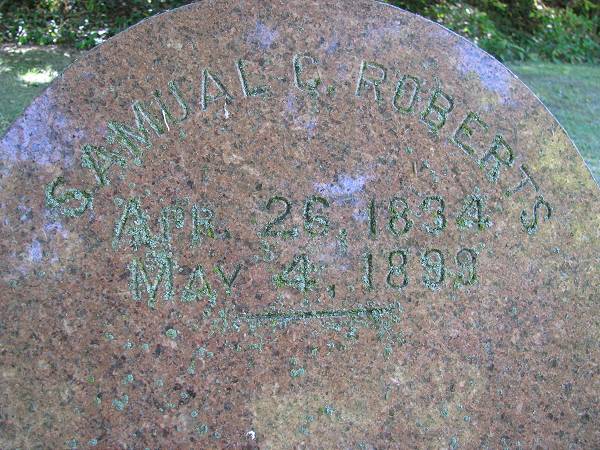 SAMUAL C. ROBERTS
APR. 26, 1834
MAY 4, 1899